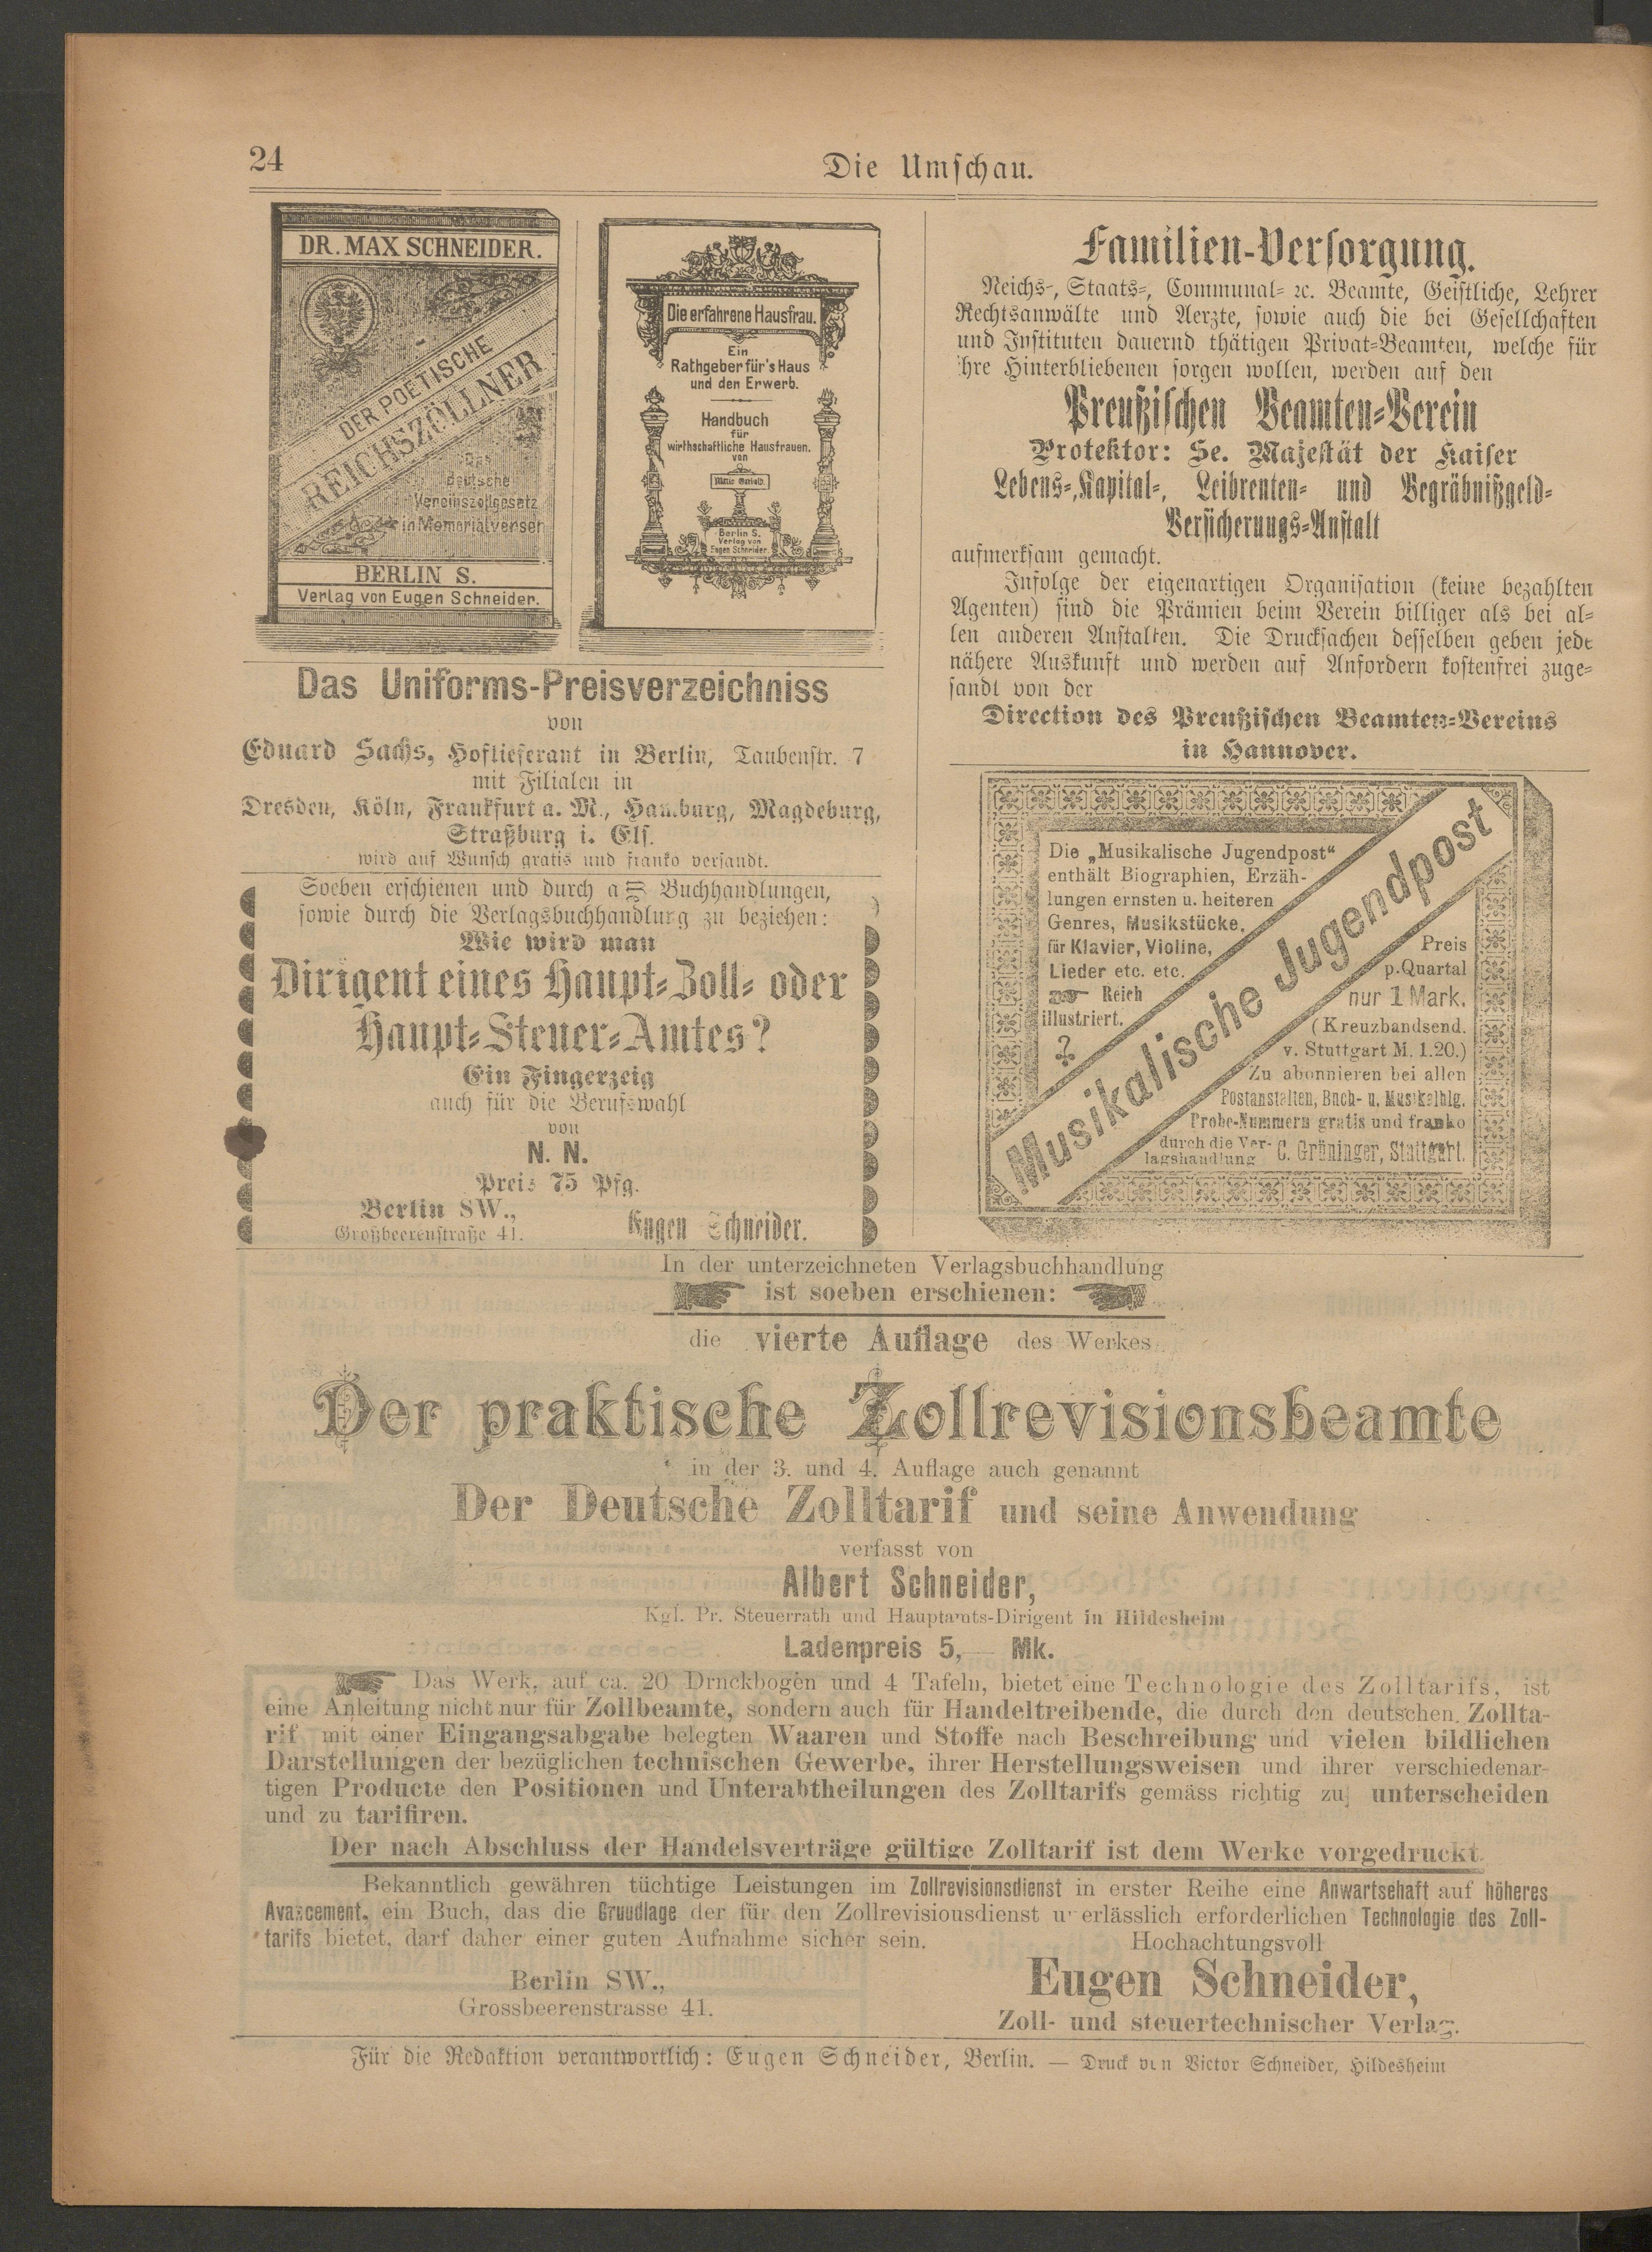 24
Die Umschau.
DR. MAX SCHNEIDER.
DER POETISCHE
REICHSZÖLLNER
Das
deutsche
Vereinszollgesetz
in Memorialversen
BERLIN S.
Verlag von Eugen Schneider.
Die erfahrene Hausfrau.
Ein
Rathgeber für's Haus
und den Erwerb.
Handbuch
für
wirthschaftliche Hausfrauen.
von
Berlin S.
Verlag von
Eugen Schneider.
Das Uniforms-Preisverzeichniss
von
Eduard Sachs, Hoflieferant in Berlin, Taubenstr. 7
mit Filialen in
Dresden, Köln, Frankfurt a. M., Hamburg, Magdeburg,
Straßburg i. Els.
wird auf Wunsch gratis und franko versandt.
Soeben erschienen und durch a Buchhandlungen,
sowie durch die Verlagsbuchhandlung zu beziehen:
Wie wird man
Dirigent eines Haupt-Zoll- oder
Haupt-Steuer-Amtes?
Ein Fingerzeig
auch für die Berufswahl
von
N. N.
Preis 75 Pfg.
Berlin SW.,
Großbeerenstraße 41.
Eugen Schneider.
Familien-Versorgung.
Reichs-, Staats-, Communal- ꝛc. Beamte, Geistliche, Lehrer
Rechtsanwälte und Aerzte, sowie auch die bei Gesellchaften
und Instituten dauernd thätigen Privat-Beamten, welche für
ihre Hinterbliebenen sorgen wollen, werden auf den
Preußischen Beamten-Verein
Protektor: Se. Majestät der Kaiser
Lebens-, Kapital-, Leibrenten- und Begräbnißgeld-
Versicherungs-Anstalt
aufmerksam gemacht.
Infolge der eigenartigen Organisation (keine bezahlten
Agenten) sind die Prämien beim Verein billiger als bei al-
len anderen Anstalten. Die Drucksachen desselben geben jede
nähere Auskunft und werden auf Anfordern kostenfrei zuge-
sandt von der
Direction des Preußischen Beamten-Vereins
in Hannover.
Die „Musikalische Jugendpost“
enthält Biographien, Erzäh-
lungen ernsten u. heiteren
Genres, Musikstücke,
für Klavier, Violine,
Lieder etc. etc.
Reich
illustriert.
Musikalische Jugendpost
Preis
p. Quartal
nur 1 Mark.
(Kreuzbandsend.
v. Stuttgart M. 1.20.)
Zu abonnieren bei allen
Postanstalten, Buch- u. Musikalhlg.
Probe-Nummern gratis und franko
durch die Ver-
lagshandlung C. Grüninger, Stuttgart.
In der unterzeichneten Verlagsbuchhandlung
ist soeben erschienen:
die vierte Auflage des Werkes
Der praktische Zollrevisionsbeamte
in der 3. und 4. Auflage auch genannt
Der Deutsche Zolltarif und seine Anwendung
verfasst von
Albert Schneider,
Kgl. Pr. Steuerrath und Hauptamts-Dirigent in Hildesheim
Ladenpreis 5,— Mk.
Das Werk, auf ca. 20 Drnckbogen und 4 Tafeln, bietet eine Technologie des Zolltarifs, ist
eine Anleitung nicht nur für Zollbeamte, sondern auch für Handeltreibende, die durch den deutschen Zollta-
rif mit einer Eingangsabgabe belegten Waaren und Stoffe nach Beschreibung und vielen bildlichen
Darstellungen der bezüglichen technischen Gewerbe, ihrer Herstellungsweisen und ihrer verschiedenar-
tigen Producte den Positionen und Unterabtheilungen des Zolltarifs gemäss richtig zu unterscheiden
und zu tarifiren.
Der nach Abschluss der Handelsverträge gültige Zolltarif ist dem Werke vorgedruckt.
Bekanntlich gewähren tüchtige Leistungen im Zollrevisionsdienst in erster Reihe eine Anwartsehaft auf höheres
Avancement, ein Buch, das die Gruudlage der für den Zollrevisiousdienst unerlässlich erforderlichen Technologie des Zoll-
tarifs bietet, darf daher einer guten Aufnahme sicher sein.
Hochachtungsvoll
Berlin SW.,
Grossbeerenstrasse 41.
Eugen Schneider,
Zoll- und steuertechnischer Verlag.
Für die Redaktion verantwortlich: Eugen Schneider, Berlin. — Druck von Victor Schneider, Hildesheim